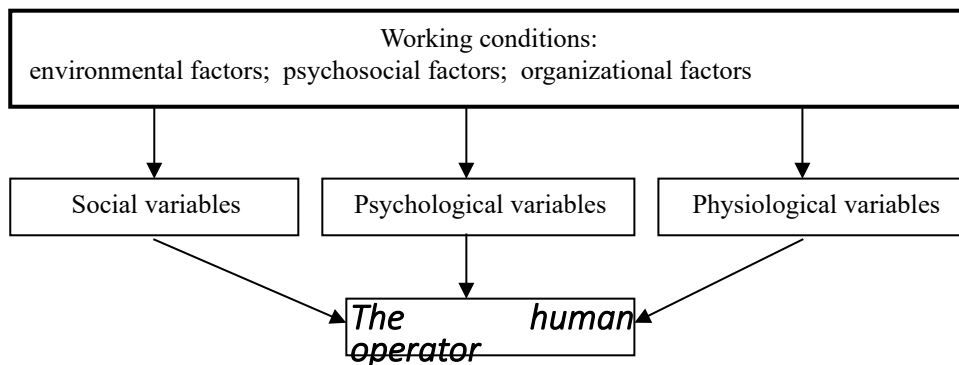 Working conditions:
environmental factors; psychosocial factors; organizational factors
Social variables
Psychological variables
Physiological variables
The human
operator